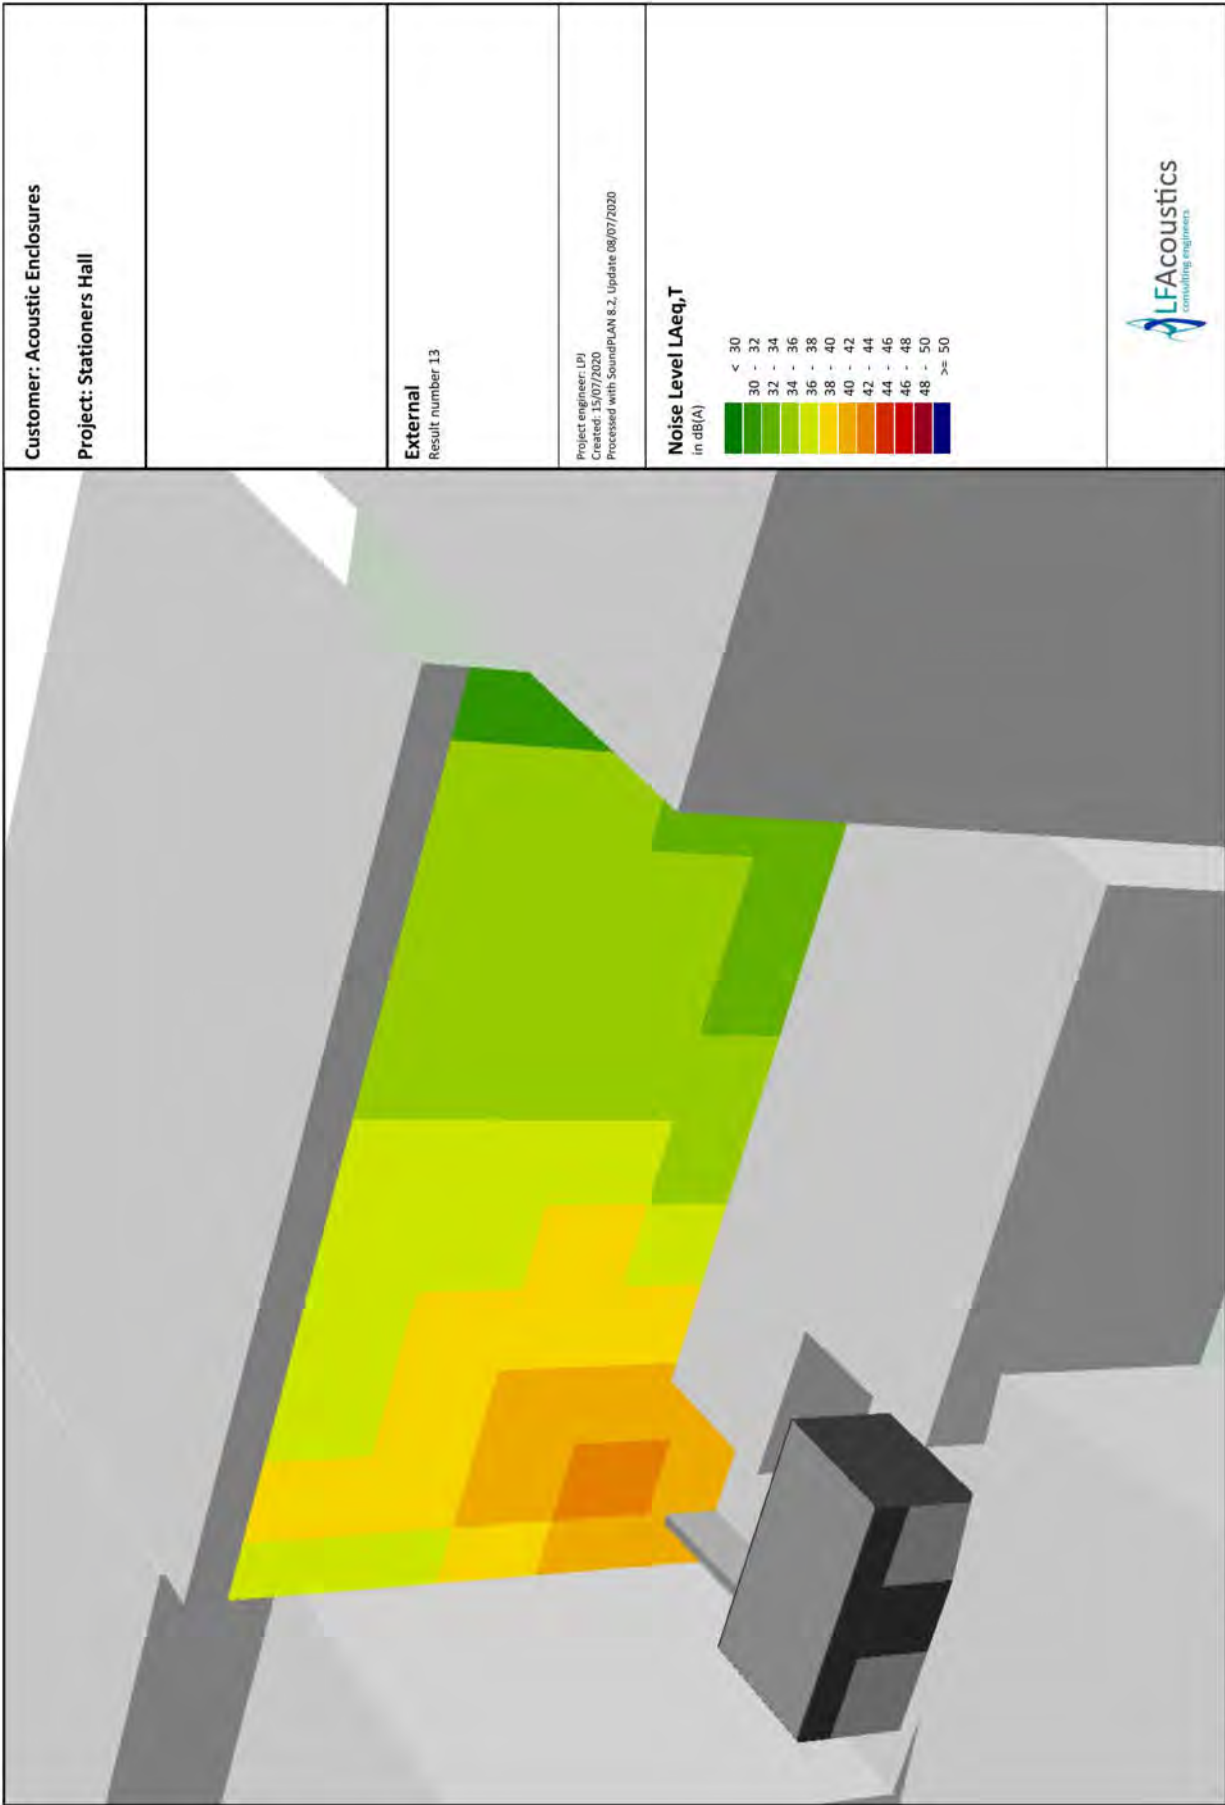 Customer: Acoustic Enclosures
Project: Stationers Hall
External
Result number 13
Project engineer: LPJ
Created: 15/07/2020
Processed with SoundPLAN 8.2, Update 08/07/2020
Noise Level LAeq,T
in dB(A)
< 30
30 - 32
32 - 34
34 - 36
36 - 38
38 - 40
40 - 42
42 - 44
44 - 46
46 - 48
48 - 50
>= 50
LFAcoustics
consulting engineers